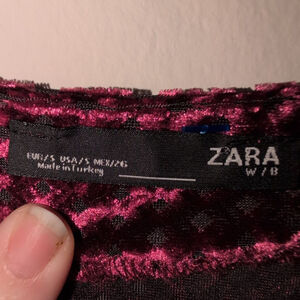 EUR/S USA/S MEX/26
Made in Turkey
ZARA
W/B